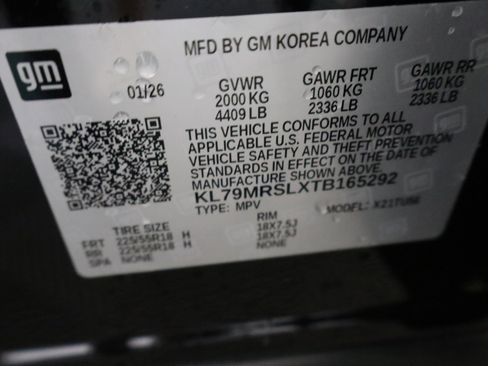 gm
MFD BY GM KOREA COMPANY
01/26 GVWR GAWR FRT GAWR RR
2000 KG 1060 KG 1060 KG
4409 LB 2336 LB 2336 LB
THIS VEHICLE CONFORMS TO ALL
APPLICABLE U.S. FEDERAL MOTOR
VEHICLE SAFETY AND THEFT PREVENTION
STANDARDS IN EFFECT ON THE DATE OF
MANUFACTURE SHOWN ABOVE.
KL79MRSLXTB165292
TYPE: MPV MODEL:
TIRE SIZE RIM
FRT 225/55R18 H 18X7.5J
RR 225/55R18 H 18X7.5J
SPA NONE NONE